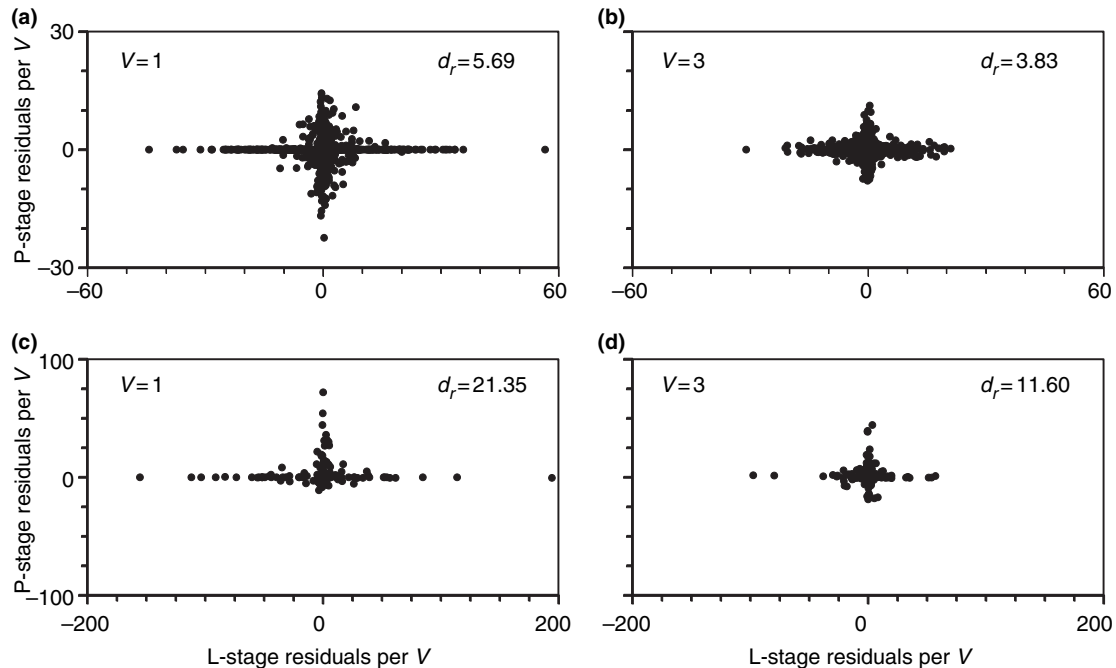 (a)
30
V=1
d_r=5.69
P-stage residuals per V
0
–30
–60
0
60
(b)
V=3
d_r=3.83
–60
0
60
(c)
100
V=1
d_r=21.35
P-stage residuals per V
0
–100
–200
0
200
L-stage residuals per V
(d)
V=3
d_r=11.60
–200
0
200
L-stage residuals per V